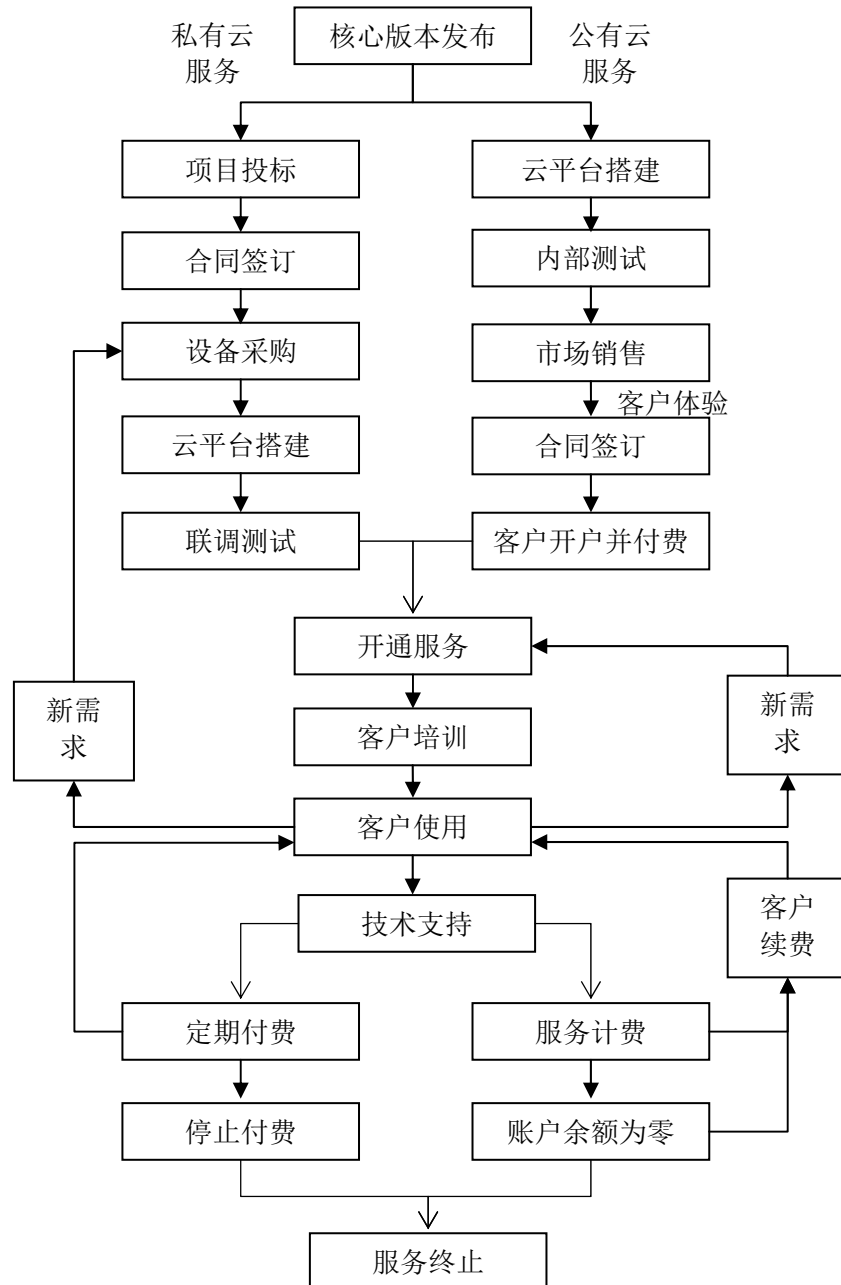 私有云
服务
核心版本发布
公有云
服务
项目投标
云平台搭建
合同签订
内部测试
设备采购
市场销售
客户体验
云平台搭建
合同签订
联调测试
客户开户并付费
开通服务
新需
求
客户培训
新需
求
客户使用
技术支持
客户
续费
定期付费
服务计费
停止付费
账户余额为零
服务终止